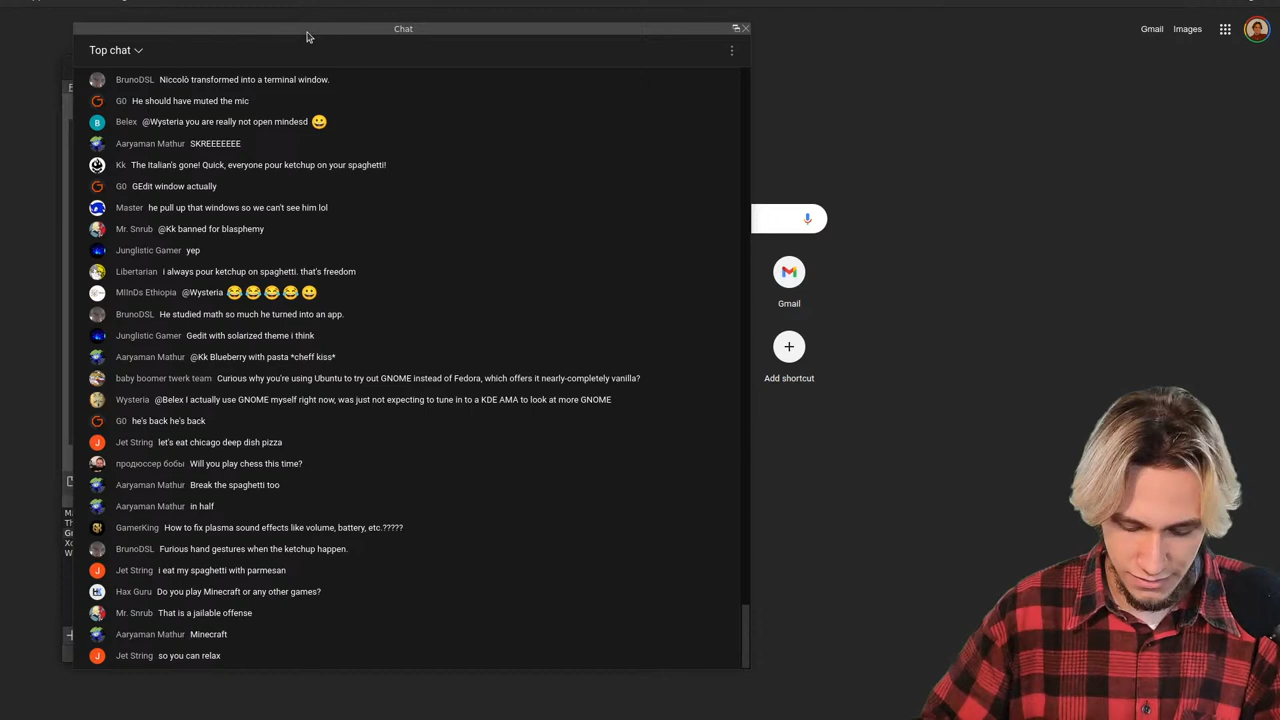 Chat
Gmail
Images
Top chat
BrunoDSL Niccolò transformed into a terminal window.
G0 He should have muted the mic
B Belex @Wysteria you are really not open mindesd 😀
Aaryaman Mathur SKREEEEEEE
Kk The Italian's gone! Quick, everyone pour ketchup on your spaghetti!
G0 GEdit window actually
Master he pull up that windows so we can't see him lol
Mr. Snrub @Kk banned for blasphemy
Junglistic Gamer yep
Libertarian i always pour ketchup on spaghetti. that's freedom
MIInDs Ethiopia @Wysteria 😂😂😂😂😀
BrunoDSL He studied math so much he turned into an app.
Gmail
Junglistic Gamer Gedit with solarized theme i think
Aaryaman Mathur @Kk Blueberry with pasta *cheff kiss*
baby boomer twerk team Curious why you're using Ubuntu to try out GNOME instead of Fedora, which offers it nearly-completely vanilla?
Add shortcut
Wysteria @Belex I actually use GNOME myself right now, was just not expecting to tune in to a KDE AMA to look at more GNOME
G0 he's back he's back
J Jet String let's eat chicago deep dish pizza
продюссер бобы Will you play chess this time?
Aaryaman Mathur Break the spaghetti too
Aaryaman Mathur in half
GamerKing How to fix plasma sound effects like volume, battery, etc.?????
BrunoDSL Furious hand gestures when the ketchup happen.
J Jet String i eat my spaghetti with parmesan
Hax Guru Do you play Minecraft or any other games?
Mr. Snrub That is a jailable offense
Aaryaman Mathur Minecraft
J Jet String so you can relax